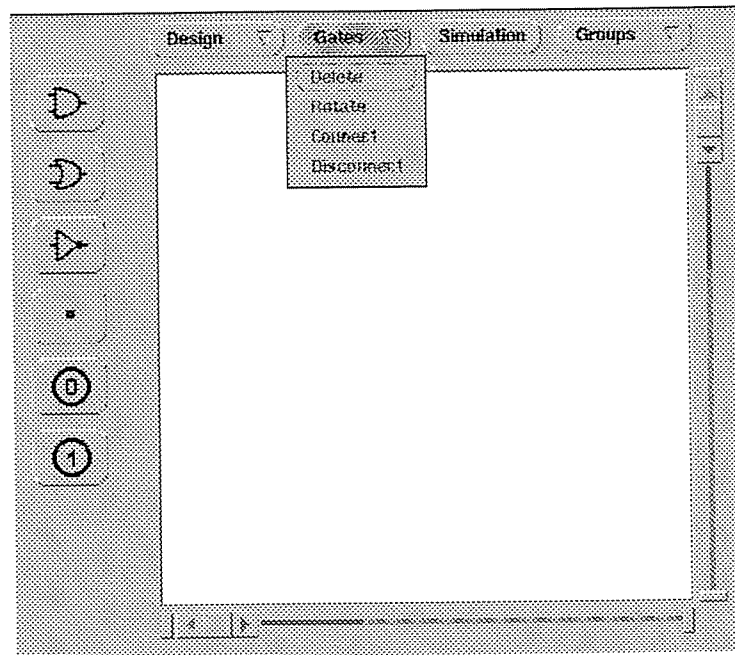 Design Gates Simulation Groups
Delete
Rotate
Connect
Disconnect
0
1